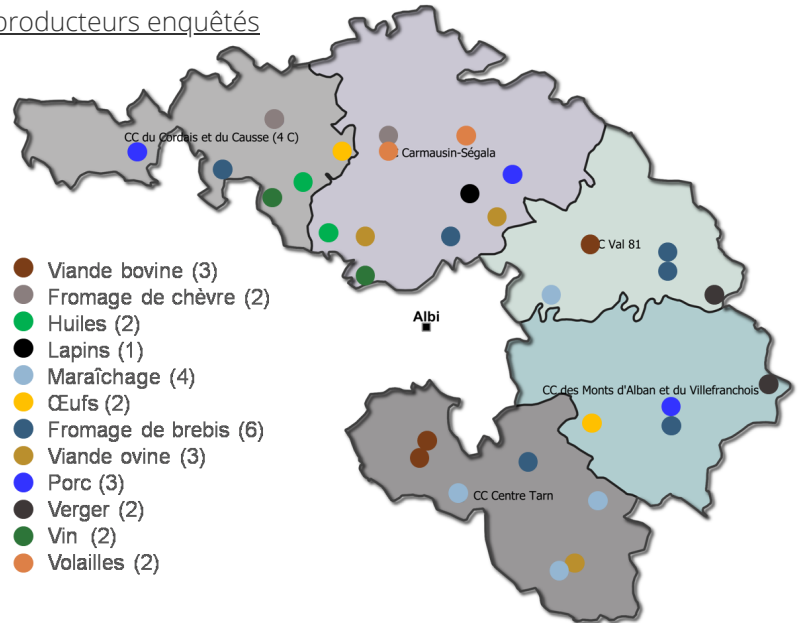 producteurs enquêtés
CC du Cordais et du Causse (4 C)
Carmausin-Ségala
CC Val 81
Albi
CC des Monts d'Alban et du Villefranchois
CC Centre Tarn
Viande bovine (3)
Fromage de chèvre (2)
Huiles (2)
Lapins (1)
Maraîchage (4)
Œufs (2)
Fromage de brebis (6)
Viande ovine (3)
Porc (3)
Verger (2)
Vin (2)
Volailles (2)